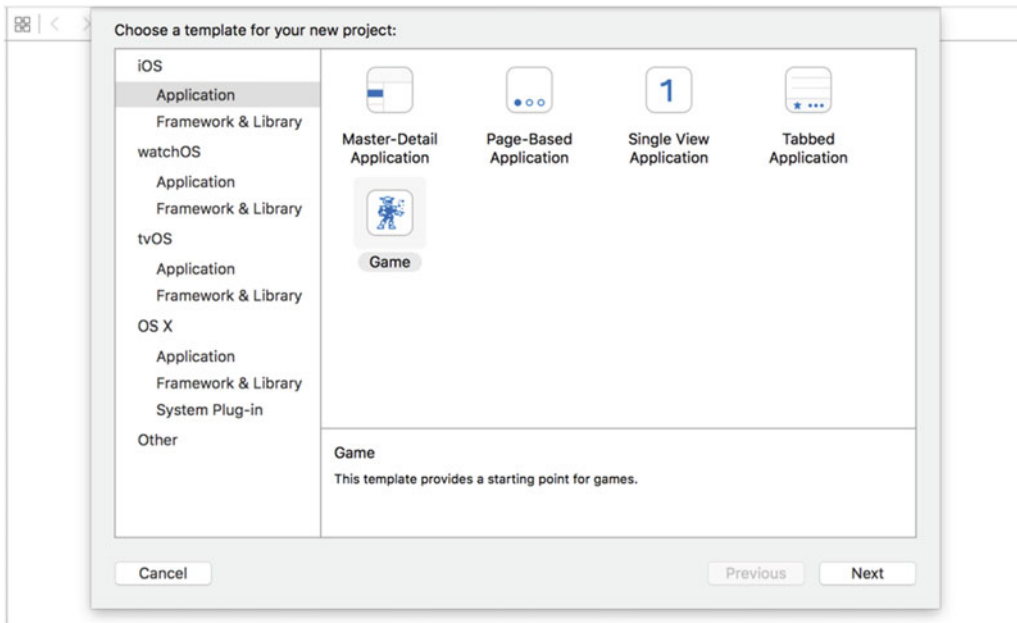 Choose a template for your new project:
iOS
Application
Framework & Library
watchOS
Application
Framework & Library
tvOS
Application
Framework & Library
OS X
Application
Framework & Library
System Plug-in
Other
Master-Detail
Application
Page-Based
Application
1
Single View
Application
Tabbed
Application
Game
Game
This template provides a starting point for games.
Cancel
Previous
Next